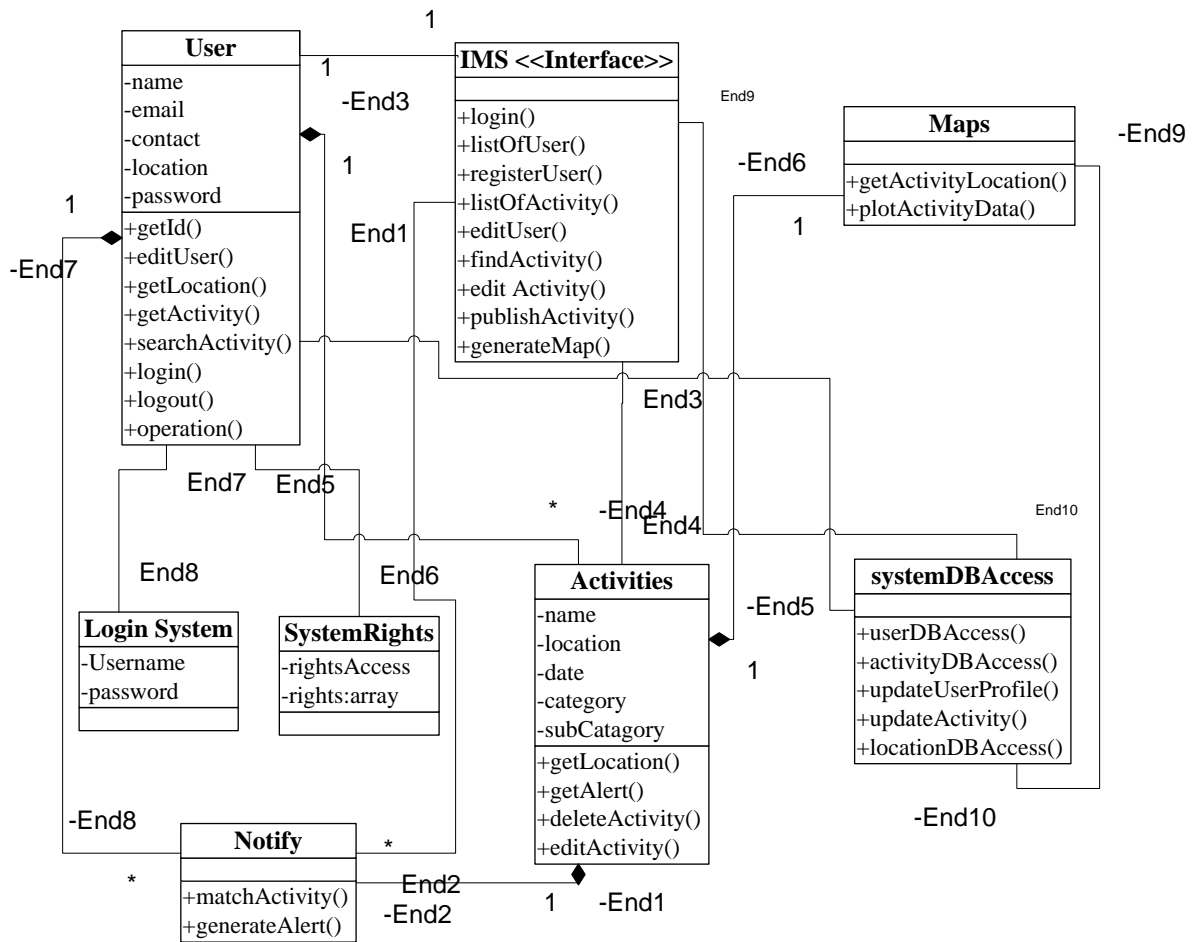 1
1
User
-name
-email
-contact
-location
-password
+getId()
+editUser()
+getLocation()
+getActivity()
+searchActivity()
+login()
+logout()
+operation()
1
-End3
1
1
-End7
IMS <<Interface>>
+login()
+listOfUser()
+registerUser()
+listOfActivity()
+editUser()
+findActivity()
+edit Activity()
+publishActivity()
+generateMap()
End9
End1
End3
Maps
+getActivityLocation()
+plotActivityData()
-End6
1
-End9
End7
End5
*
-End4
End4
End10
End8
End6
Login System
-Username
-password
SystemRights
-rightsAccess
-rights:array
Activities
-name
-location
-date
-category
-subCatagory
+getLocation()
+getAlert()
+deleteActivity()
+editActivity()
-End5
1
systemDBAccess
+userDBAccess()
+activityDBAccess()
+updateUserProfile()
+updateActivity()
+locationDBAccess()
-End10
-End8
*
Notify
+matchActivity()
+generateAlert()
*
End2
-End2
1
-End1